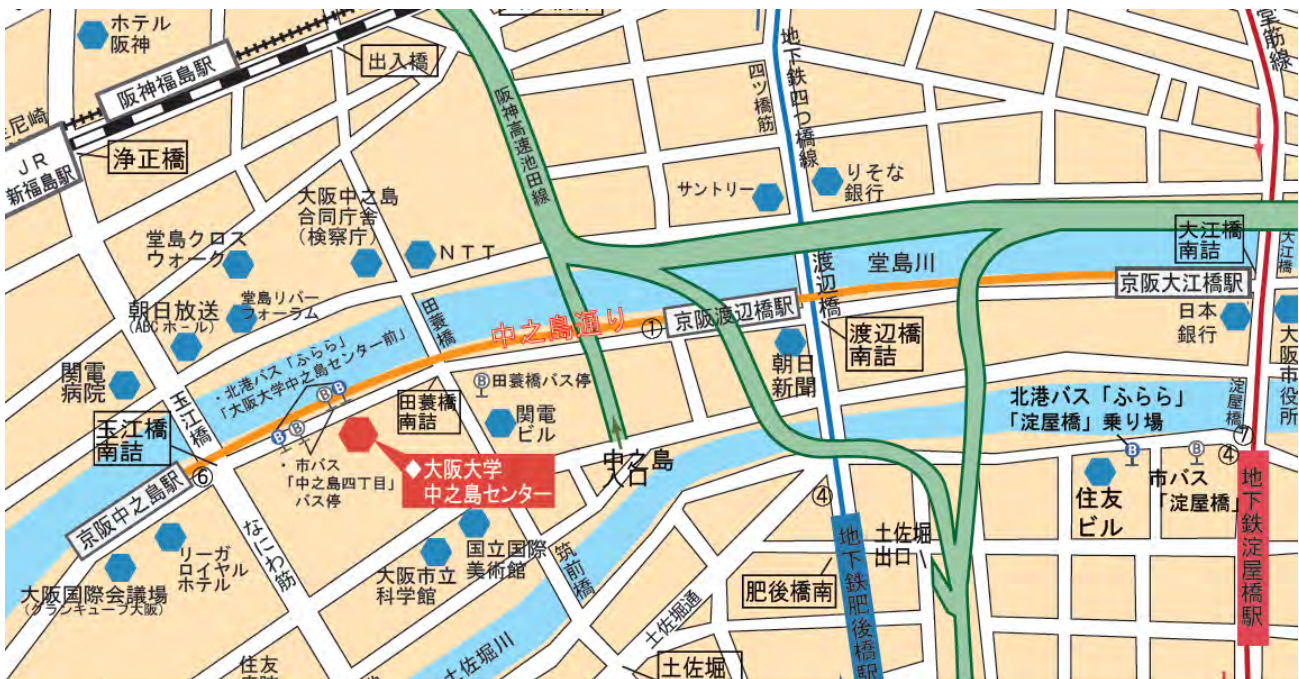 ホテル
阪神
阪神福島駅
出入橋
尼崎
JR
新福島駅
浄正橋
阪神高速池田線
地下鉄四つ橋線
四ツ橋筋
堂筋線
サントリー
りそな
銀行
大阪中之島
合同庁舎
(検察庁)
NTT
堂島クロス
ウォーク
朝日放送
(ABCホール)
堂島リバー
フォーラム
関電
病院
玉江橋
玉江橋
南詰
田蓑橋
中之島通り
・北港バス「ふらら」
「大阪大学中之島センター前」
B
B
B
B
①
京阪渡辺橋駅
堂島川
渡辺橋
渡辺橋
南詰
大江橋
南詰
大江橋
京阪大江橋駅
日本
銀行
大阪市役所
朝日
新聞
田蓑橋
南詰
B
田蓑橋バス停
関電
ビル
中之島
入口
◆大阪大学
中之島センター
・市バス
「中之島四丁目」
バス停
⑥
京阪中之島駅
リーガ
ロイヤル
ホテル
大阪国際会議場
(グランキューブ大阪)
なにわ筋
大阪市立
科学館
国立国際
美術館
筑前橋
土佐堀川
土佐堀通
土佐堀
住友
④
地下鉄肥後橋駅
肥後橋南
土佐堀
出口
北港バス「ふらら」
「淀屋橋」乗り場
B
B
住友
ビル
市バス
「淀屋橋」
淀屋橋
⑦
④
地下鉄淀屋橋駅